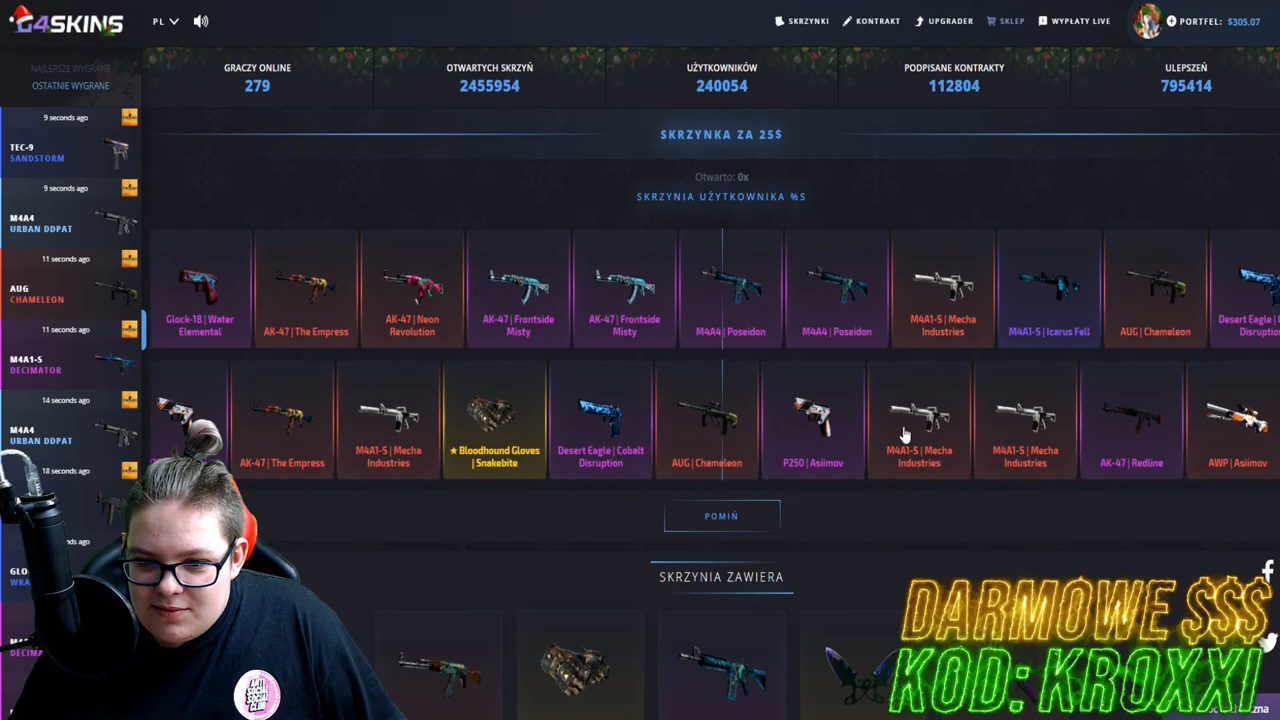 G4SKINS
PL
SKRZYNKI
KONTRAKT
UPGRADER
SKLEP
WYPŁATY LIVE
PORTFEL: $305.07
NAJLEPSZE WYGRANE
OSTATNIE WYGRANE
GRACZY ONLINE
279
OTWARTYCH SKRZYŃ
2455954
UŻYTKOWNIKÓW
240054
PODPISANE KONTRAKTY
112804
ULEPSZEŃ
795414
9 seconds ago
TEC-9
SANDSTORM
9 seconds ago
M4A4
URBAN DDPAT
11 seconds ago
AUG
CHAMELEON
11 seconds ago
M4A1-S
DECIMATOR
14 seconds ago
M4A4
URBAN DDPAT
18 seconds ago
SKRZYNKA ZA 25$
Otwarto: 0x
SKRZYNIA UŻYTKOWNIKA %S
Glock-18 | Water
Elemental
AK-47 | The Empress
AK-47 | Neon
Revolution
AK-47 | Frontside
Misty
AK-47 | Frontside
Misty
M4A4 | Poseidon
M4A4 | Poseidon
M4A1-S | Mecha
Industries
M4A1-S | Icarus Fell
AUG | Chameleon
Desert Eagle | Co
Disruptio
AK-47 | The Empress
M4A1-S | Mecha
Industries
★ Bloodhound Gloves
| Snakebite
Desert Eagle | Cobalt
Disruption
AUG | Chameleon
P250 | Asiimov
M4A1-S | Mecha
Industries
M4A1-S | Mecha
Industries
AK-47 | Redline
AWP | Asiimov
POMIŃ
SKRZYNIA ZAWIERA
ANTI
SOCIAL
SOCIAL
CLUB
DARMOWE $$$
KOD: KROXXI